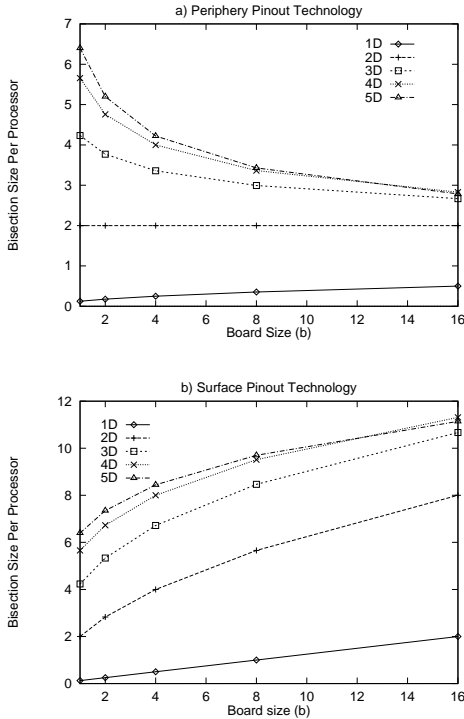 a) Periphery Pinout Technology
7
6
5
4
3
2
1
0
1D
2D
3D
4D
5D
Bisection Size Per Processor
2 4 6 8 10 12 14 16
Board Size (b)
b) Surface Pinout Technology
12
10
8
6
4
2
0
1D
2D
3D
4D
5D
Bisection Size Per Processor
2 4 6 8 10 12 14 16
Board size (b)